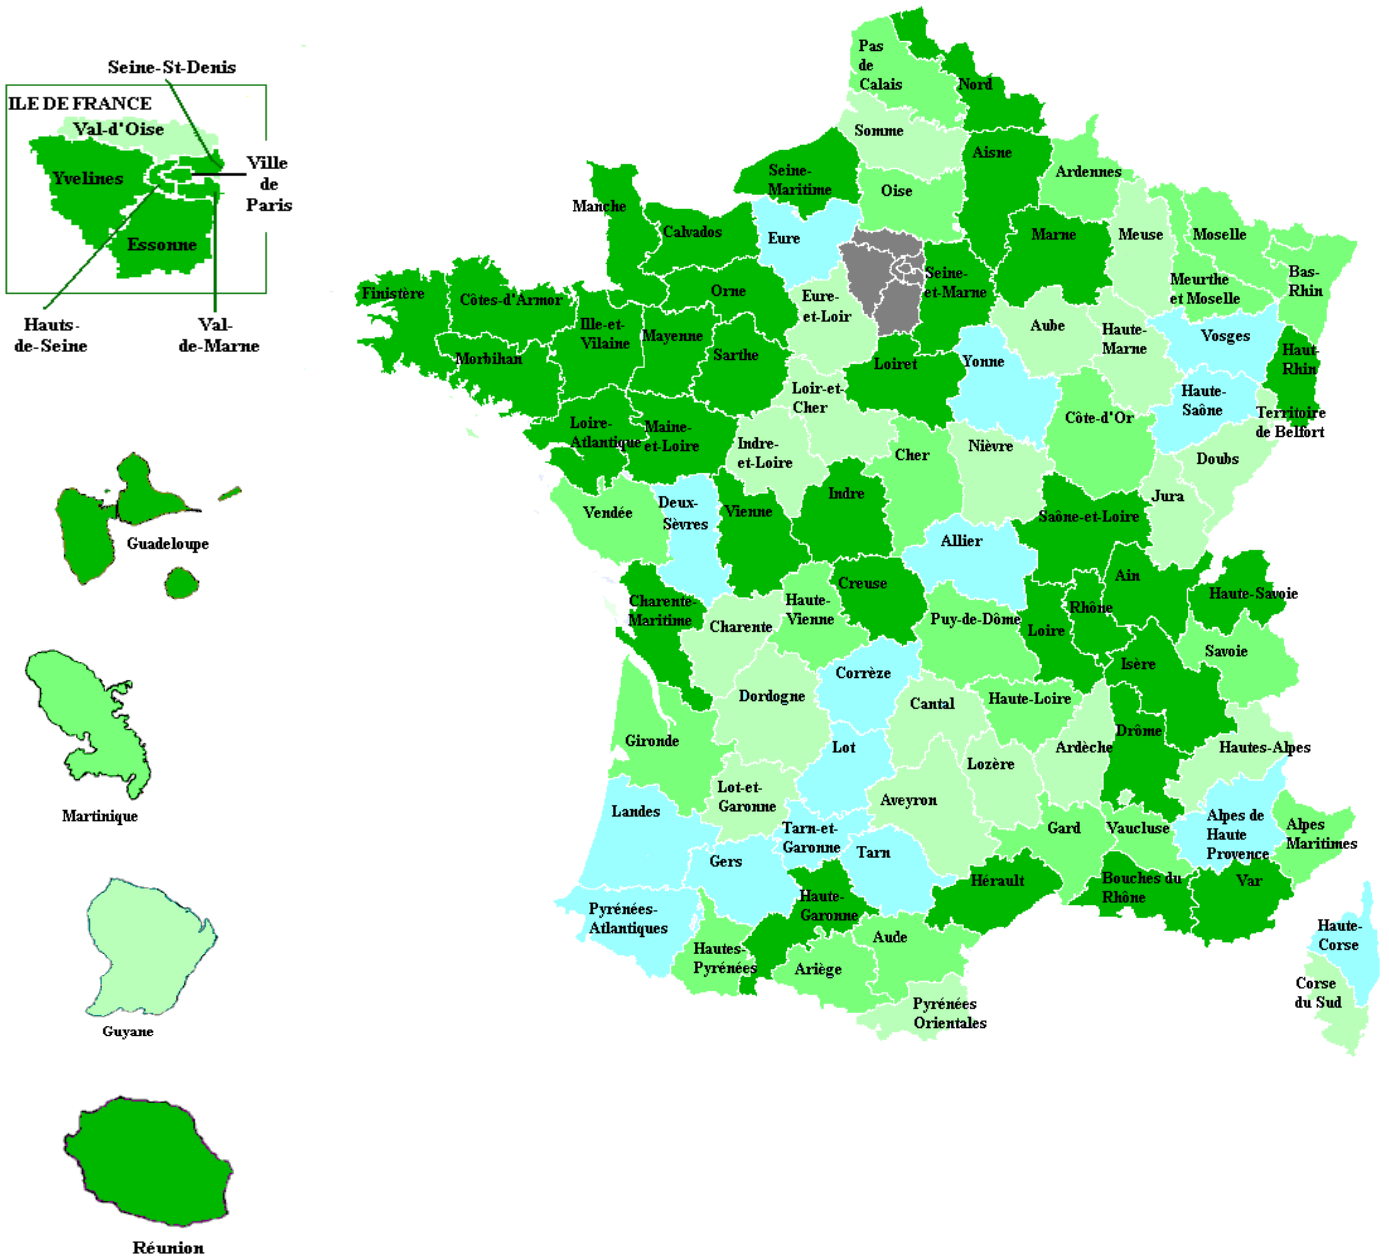 Seine-St-Denis
ILE DE FRANCE
Val-d'Oise
Yvelines
Ville
de
Paris
Essonne
Hauts-
de-Seine
Val-
de-Marne
Guadeloupe
Martinique
Guyane
Réunion
Pas
de
Calais
Nord
Somme
Aisne
Ardennes
Seine-
Maritime
Oise
Manche
Calvados
Eure
Marne
Meuse
Moselle
Meurthe
et Moselle
Bas-
Rhin
Finistère
Côtes-d'Armor
Orne
Seine-
et-Marne
Eure-
et-Loir
Ille-et-
Vilaine
Mayenne
Morbihan
Sarthe
Aube
Haute-
Marne
Vosges
Haut-
Rhin
Loiret
Yonne
Loir-et-
Cher
Haute-
Saône
Territoire
de Belfort
Loire-
Atlantique
Maine-
et-Loire
Indre-
et-Loire
Côte-d'Or
Cher
Nièvre
Doubs
Jura
Vendée
Deux-
Sèvres
Vienne
Indre
Saône-et-Loire
Allier
Creuse
Ain
Haute-Savoie
Charente-
Maritime
Charente
Haute-
Vienne
Puy-de-Dôme
Loire
Rhône
Isère
Savoie
Corrèze
Dordogne
Cantal
Haute-Loire
Gironde
Lot
Lozère
Ardèche
Drôme
Hautes-Alpes
Landes
Lot-et-
Garonne
Aveyron
Tarn-et-
Garonne
Gers
Tarn
Gard
Vaucluse
Alpes de
Haute
Provence
Alpes
Maritimes
Hérault
Bouches du
Rhône
Var
Haute-
Garonne
Pyrénées-
Atlantiques
Hautes-
Pyrénées
Ariège
Aude
Pyrénées
Orientales
Haute-
Corse
Corse
du Sud